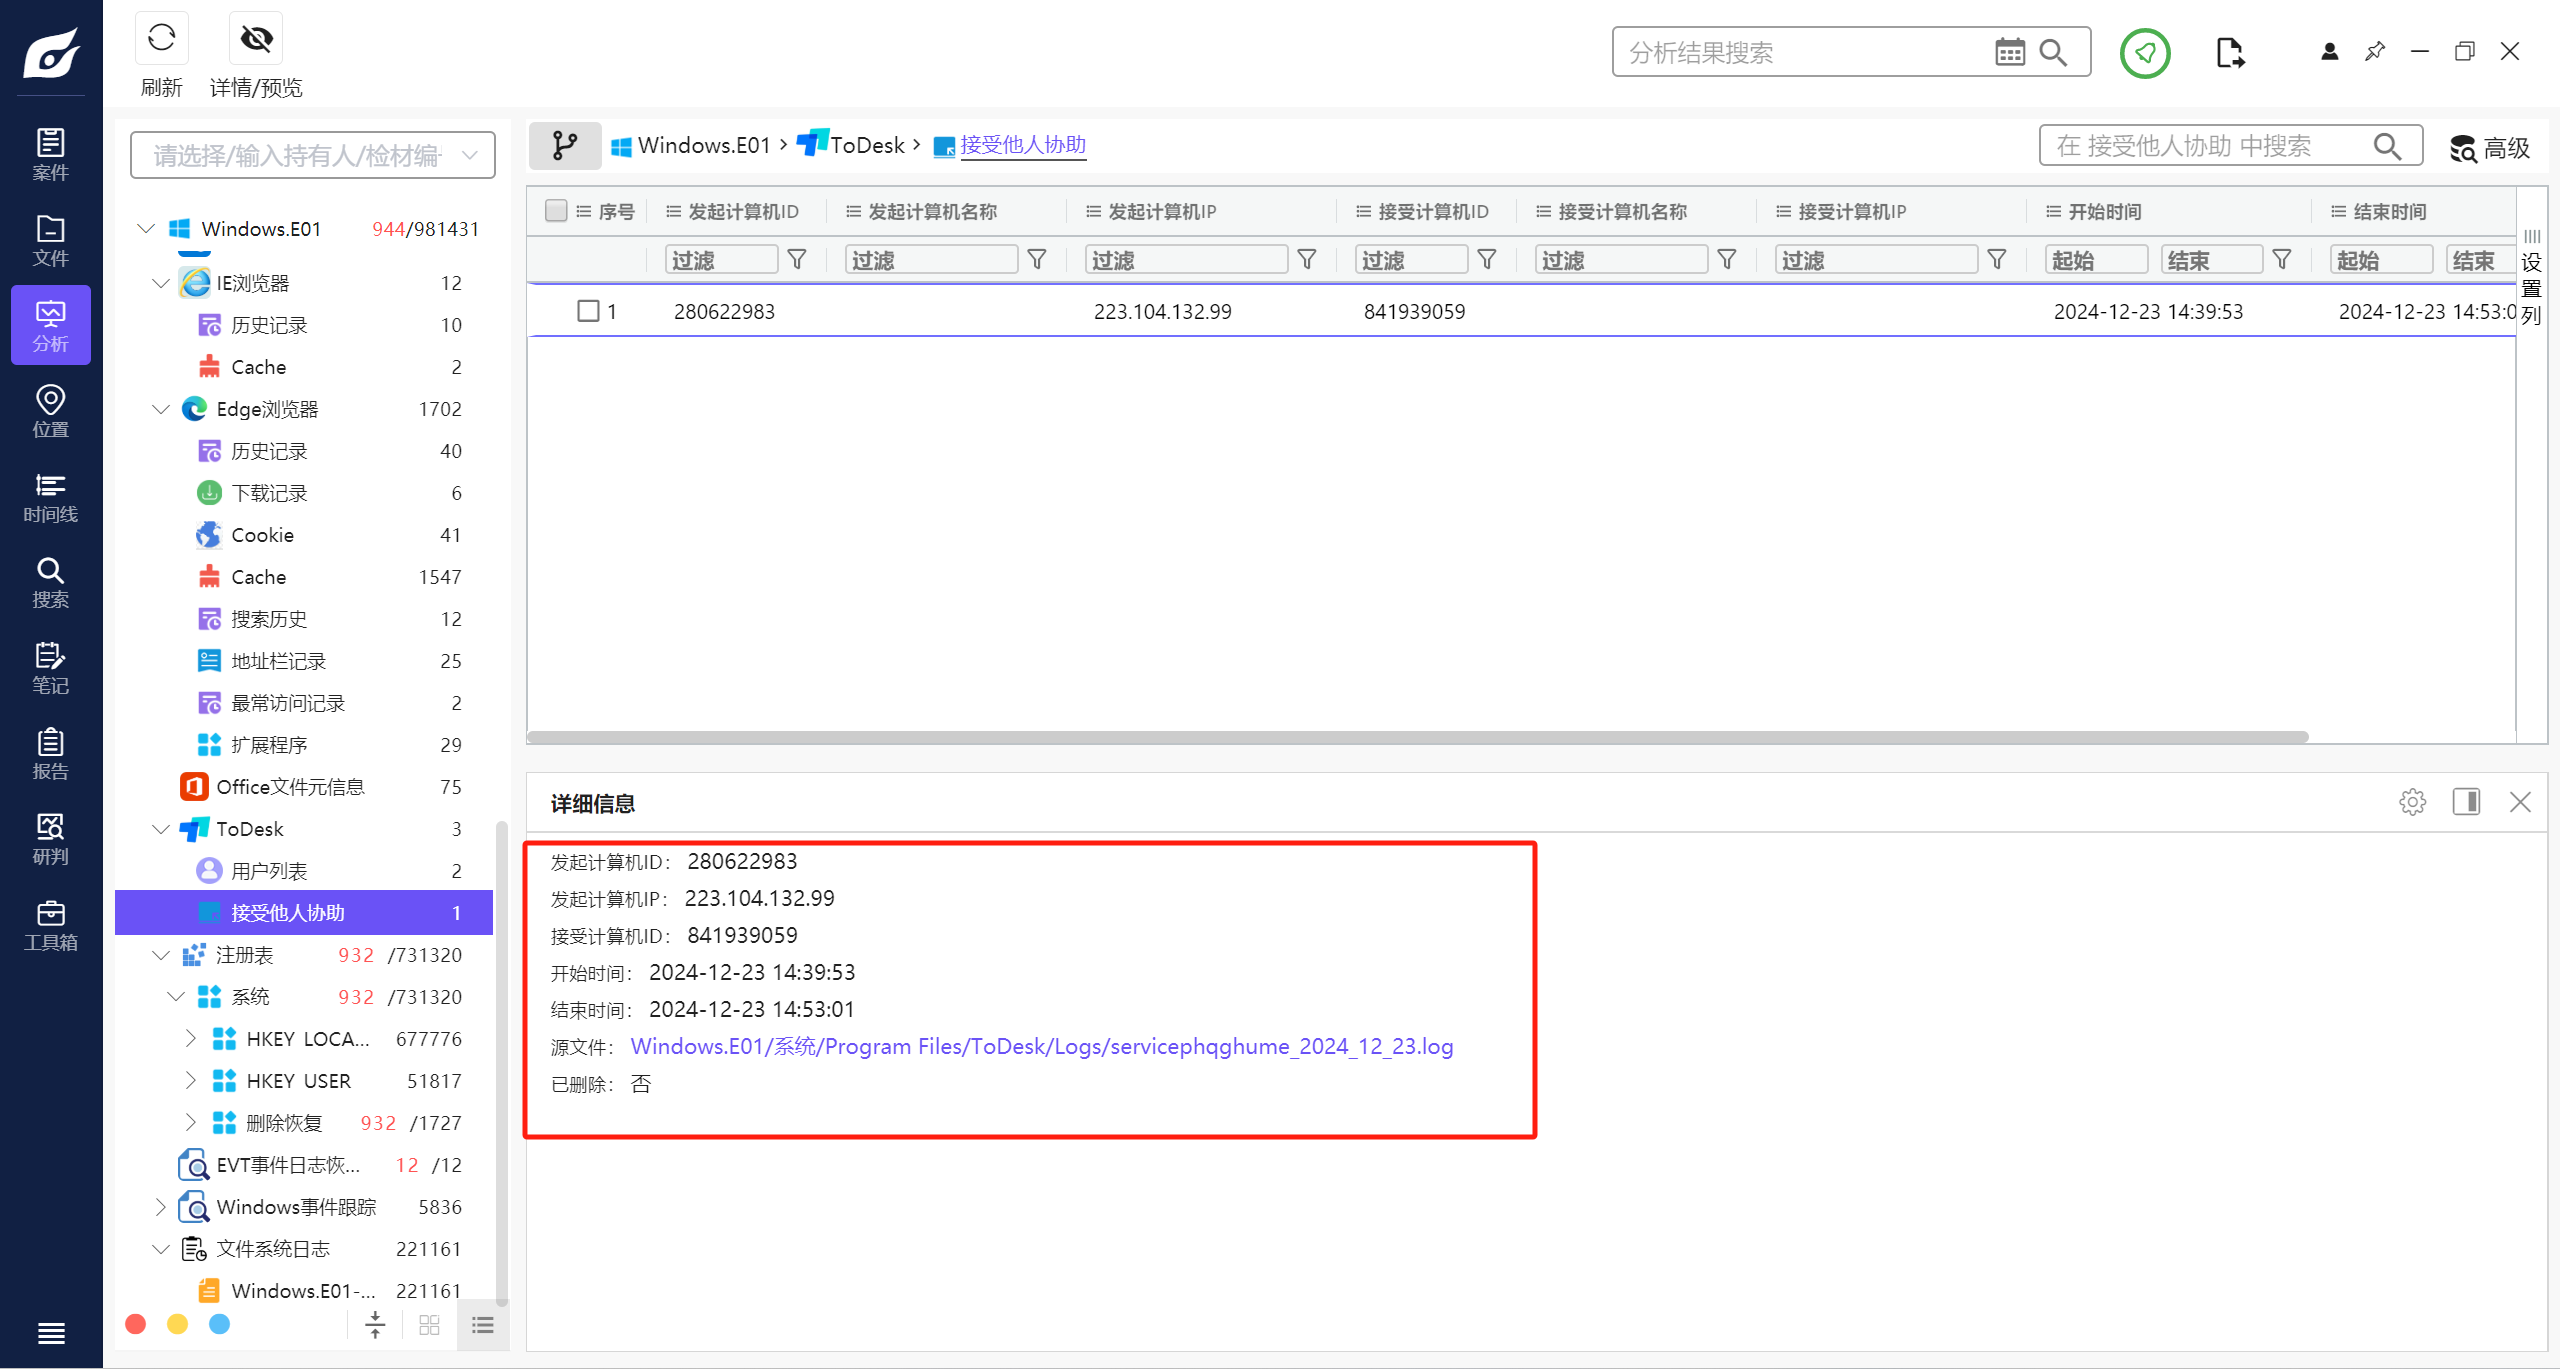 刷新
详情/预览
分析结果搜索
案件
文件
分析
位置
时间线
搜索
笔记
报告
研判
工具箱
请选择/输入持有人/检材编
Windows.E01 944/981431
IE浏览器 12
历史记录 10
Cache 2
Edge浏览器 1702
历史记录 40
下载记录 6
Cookie 41
Cache 1547
搜索历史 12
地址栏记录 25
最常访问记录 2
扩展程序 29
Office文件元信息 75
ToDesk 3
用户列表 2
接受他人协助 1
注册表 932 /731320
系统 932 /731320
HKEY LOCA... 677776
HKEY USER 51817
删除恢复 932 /1727
EVT事件日志恢... 12 /12
Windows事件跟踪 5836
文件系统日志 221161
Windows.E01-... 221161
Windows.E01 > ToDesk > 接受他人协助
在 接受他人协助 中搜索
高级
序号 发起计算机ID 发起计算机名称 发起计算机IP 接受计算机ID 接受计算机名称 接受计算机IP 开始时间 结束时间
过滤 过滤 过滤 过滤 过滤 过滤 起始 结束 起始 结束
1 280622983 223.104.132.99 841939059 2024-12-23 14:39:53 2024-12-23 14:53:0
设置列
详细信息
发起计算机ID： 280622983
发起计算机IP： 223.104.132.99
接受计算机ID： 841939059
开始时间： 2024-12-23 14:39:53
结束时间： 2024-12-23 14:53:01
源文件： Windows.E01/系统/Program Files/ToDesk/Logs/servicephqghume_2024_12_23.log
已删除： 否